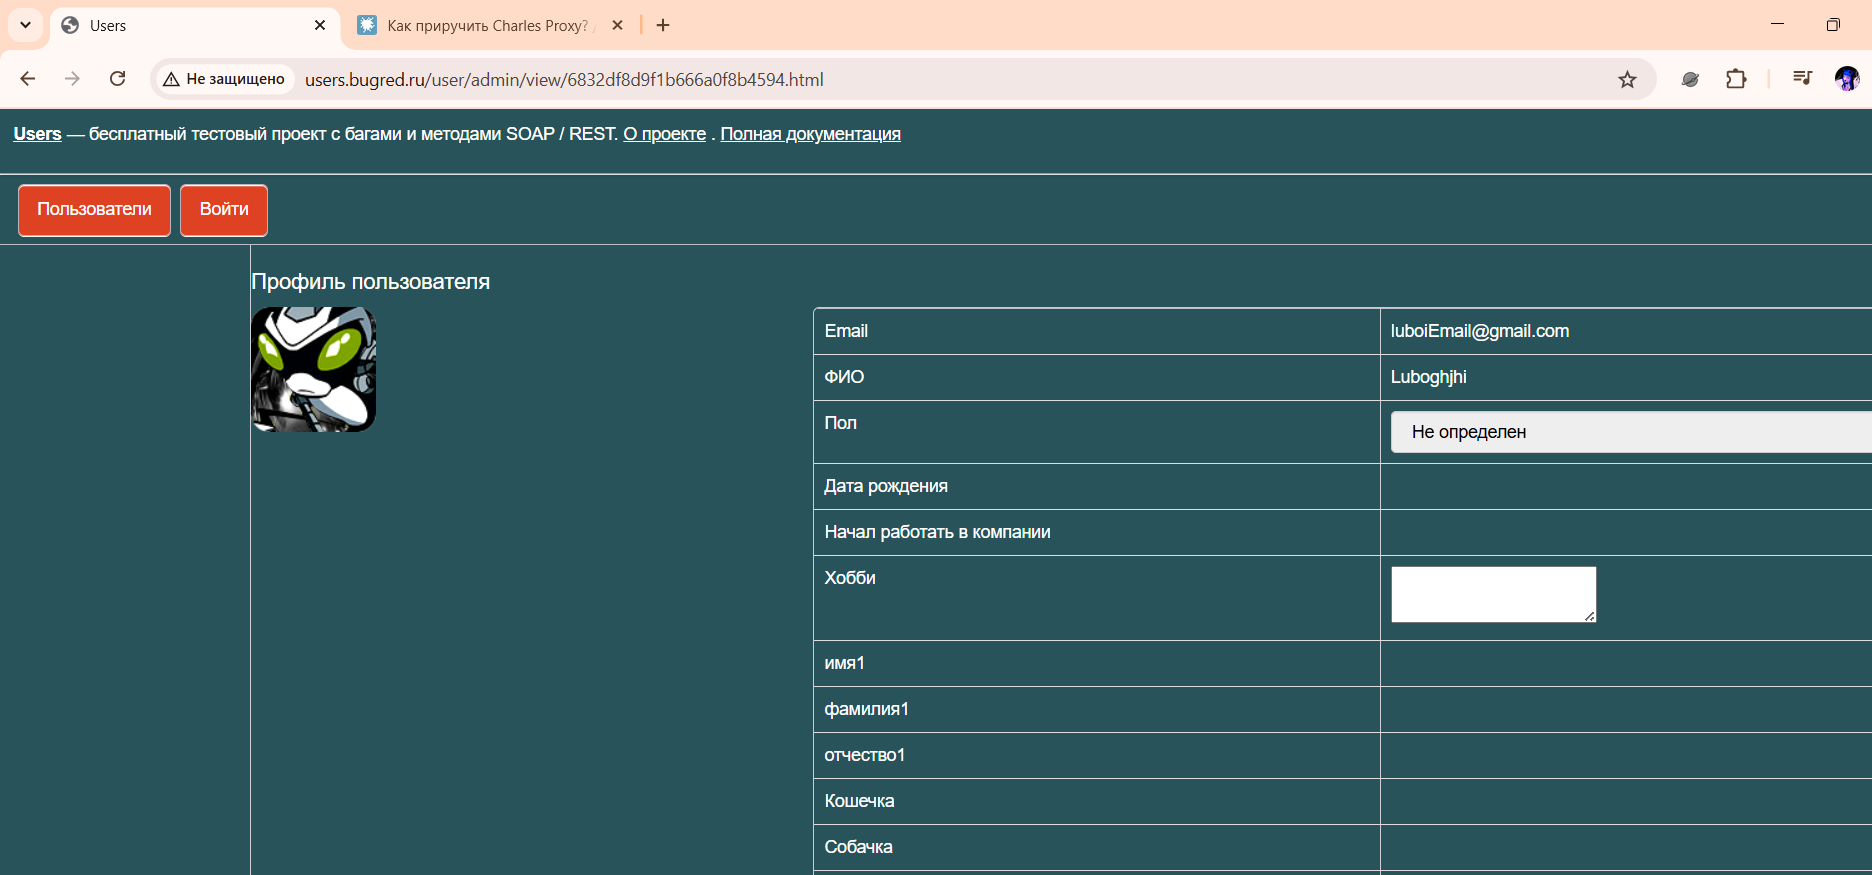 Users
Как приручить Charles Proxy?
Не защищено
users.bugred.ru/user/admin/view/6832df8d9f1b666a0f8b4594.html
Users — бесплатный тестовый проект с багами и методами SOAP / REST. О проекте . Полная документация
Пользователи
Войти
Профиль пользователя
Email
luboiEmail@gmail.com
ФИО
Luboghjhi
Пол
Не определен
Дата рождения
Начал работать в компании
Хобби
имя1
фамилия1
отчество1
Кошечка
Собачка